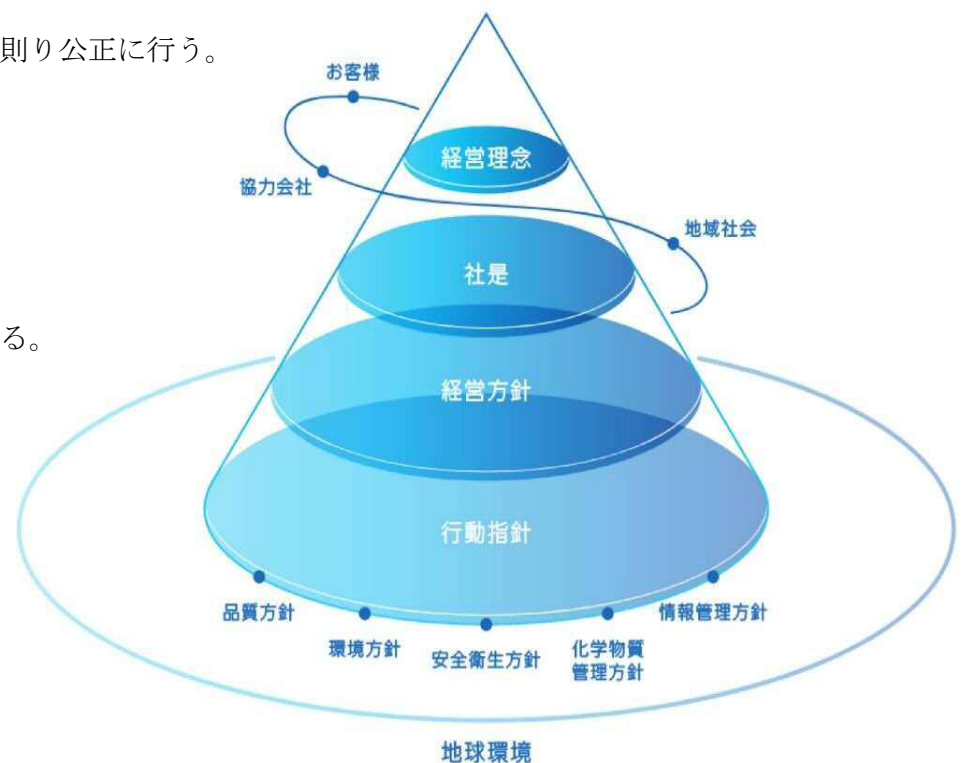 則り公正に行う。
お客様
経営理念
協力会社
地域社会
社是
る。
経営方針
行動指針
品質方針
環境方針
安全衛生方針
化学物質
管理方針
情報管理方針
地球環境